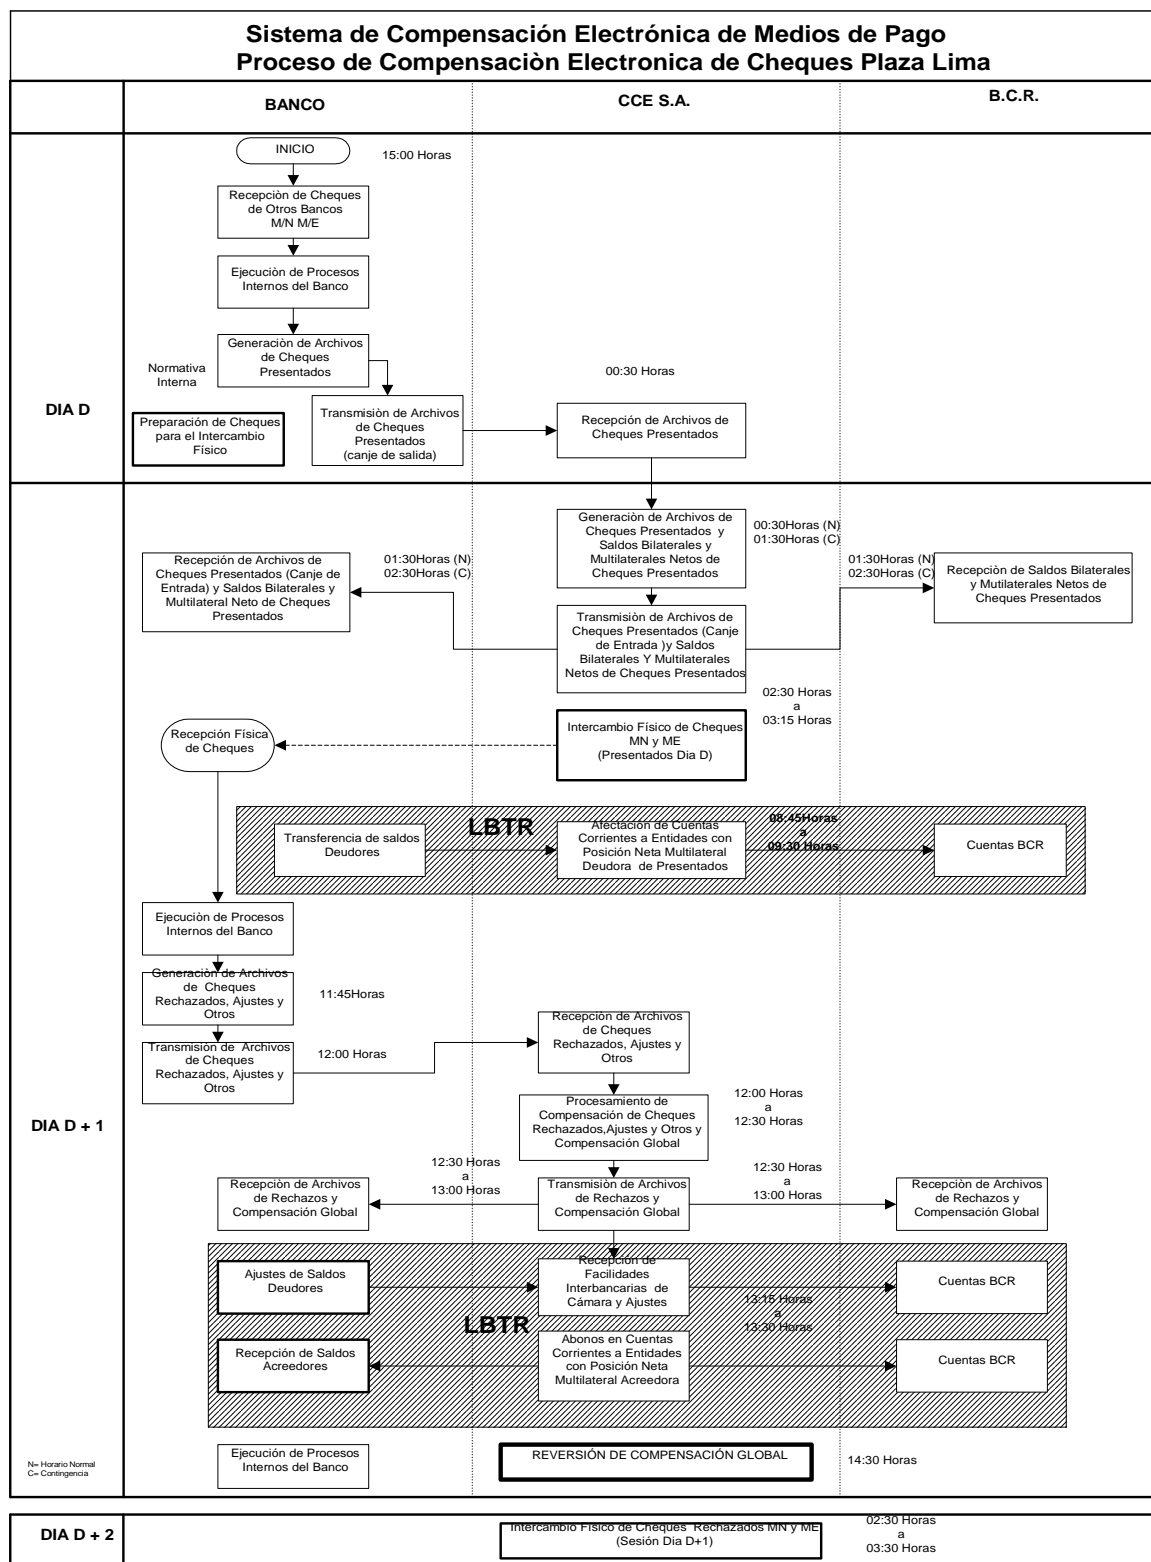 Sistema de Compensación Electrónica de Medios de Pago
Proceso de Compensaciòn Electronica de Cheques Plaza Lima
BANCO
CCE S.A.
B.C.R.
DIA D
INICIO
15:00 Horas
Recepciòn de Cheques
de Otros Bancos
M/N M/E
Ejecuciòn de Procesos
Internos del Banco
Generaciòn de Archivos
de Cheques
Presentados
Normativa
Interna
Preparación de Cheques
para el Intercambio
Físico
Transmisiòn de Archivos
de Cheques
Presentados
(canje de salida)
00:30 Horas
Recepción de Archivos de
Cheques Presentados
DIA D + 1
Generaciòn de Archivos de
Cheques Presentados y
Saldos Bilaterales y
Multilaterales Netos de
Cheques Presentados
00:30Horas (N)
01:30Horas (C)
Recepción de Archivos de
Cheques Presentados (Canje de
Entrada) y Saldos Bilaterales y
Multilateral Neto de Cheques
Presentados
01:30Horas (N)
02:30Horas (C)
01:30Horas (N)
02:30Horas (C)
Recepciòn de Saldos Bilaterales
y Mutilaterales Netos de
Cheques Presentados
Transmisiòn de Archivos de
Cheques Presentados (Canje
de Entrada )y Saldos
Bilaterales Y Multilaterales
Netos de Cheques Presentados
02:30 Horas
a
03:15 Horas
Recepción Física
de Cheques
Intercambio Físico de Cheques
MN y ME
(Presentados Dia D)
LBTR
Transferencia de saldos
Deudores
Afectación de Cuentas
Corrientes a Entidades con
Posición Neta Multilateral
Deudora de Presentados
08:45Horas
a
09:30 Horas
Cuentas BCR
Ejecuciòn de Procesos
Internos del Banco
Generaciòn de Archivos
de Cheques
Rechazados, Ajustes y
Otros
11:45Horas
Transmisiòn de Archivos
de Cheques
Rechazados, Ajustes y
Otros
12:00 Horas
Recepción de Archivos
de Cheques
Rechazados, Ajustes y
Otros
Procesamiento de
Compensación de Cheques
Rechazados,Ajustes y Otros y
Compensación Global
12:00 Horas
a
12:30 Horas
12:30 Horas
a
13:00 Horas
12:30 Horas
a
13:00 Horas
Recepción de Archivos
de Rechazos y
Compensación Global
Transmisiòn de Archivos
de Rechazos y
Compensación Global
Recepción de Archivos
de Rechazos y
Compensación Global
Ajustes de Saldos
Deudores
Recepción de
Facilidades
Interbancarias de
Cámara y Ajustes
Cuentas BCR
13:15 Horas
a
13:30 Horas
LBTR
Recepción de Saldos
Acreedores
Abonos en Cuentas
Corrientes a Entidades
con Posición Neta
Multilateral Acreedora
Cuentas BCR
N= Horario Normal
C= Contingencia
Ejecución de Procesos
Internos del Banco
REVERSIÓN DE COMPENSACIÓN GLOBAL
14:30 Horas
DIA D + 2
Intercambio Físico de Cheques Rechazados MN y ME
(Sesión Dia D+1)
02:30 Horas
a
03:30 Horas